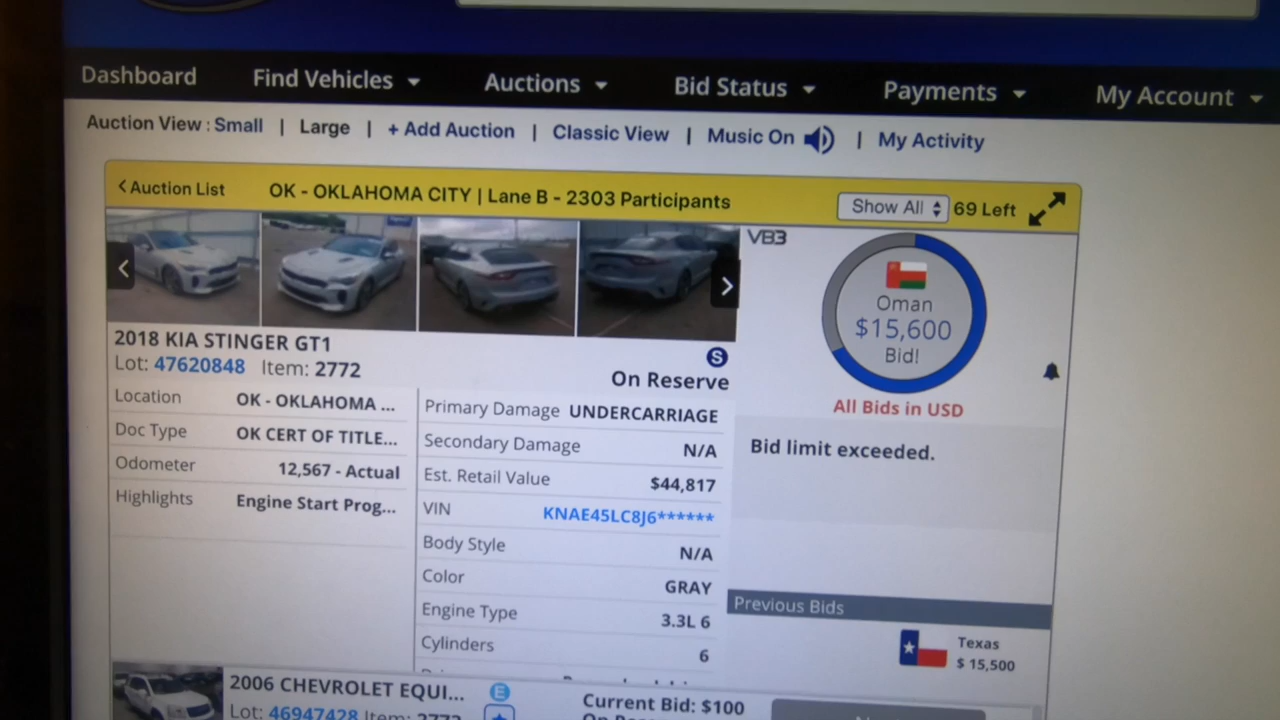 Dashboard Find Vehicles Auctions Bid Status Payments My Account
Auction View : Small | Large | + Add Auction | Classic View | Music On | My Activity
Auction List OK - OKLAHOMA CITY | Lane B - 2303 Participants Show All 69 Left
VB3
Oman
$15,600
Bid!
All Bids in USD
2018 KIA STINGER GT1
Lot: 47620848 Item: 2772
S
On Reserve
Location OK - OKLAHOMA ...
Doc Type OK CERT OF TITLE...
Odometer 12,567 - Actual
Highlights Engine Start Prog...
Primary Damage UNDERCARRIAGE
Secondary Damage N/A
Est. Retail Value $44,817
VIN KNAE45LC8J6******
Body Style N/A
Color GRAY
Engine Type 3.3L 6
Cylinders 6
Bid limit exceeded.
Previous Bids
Texas
$ 15,500
2006 CHEVROLET EQUI... E
Lot: 46947428 Item: 2773
Current Bid: $100